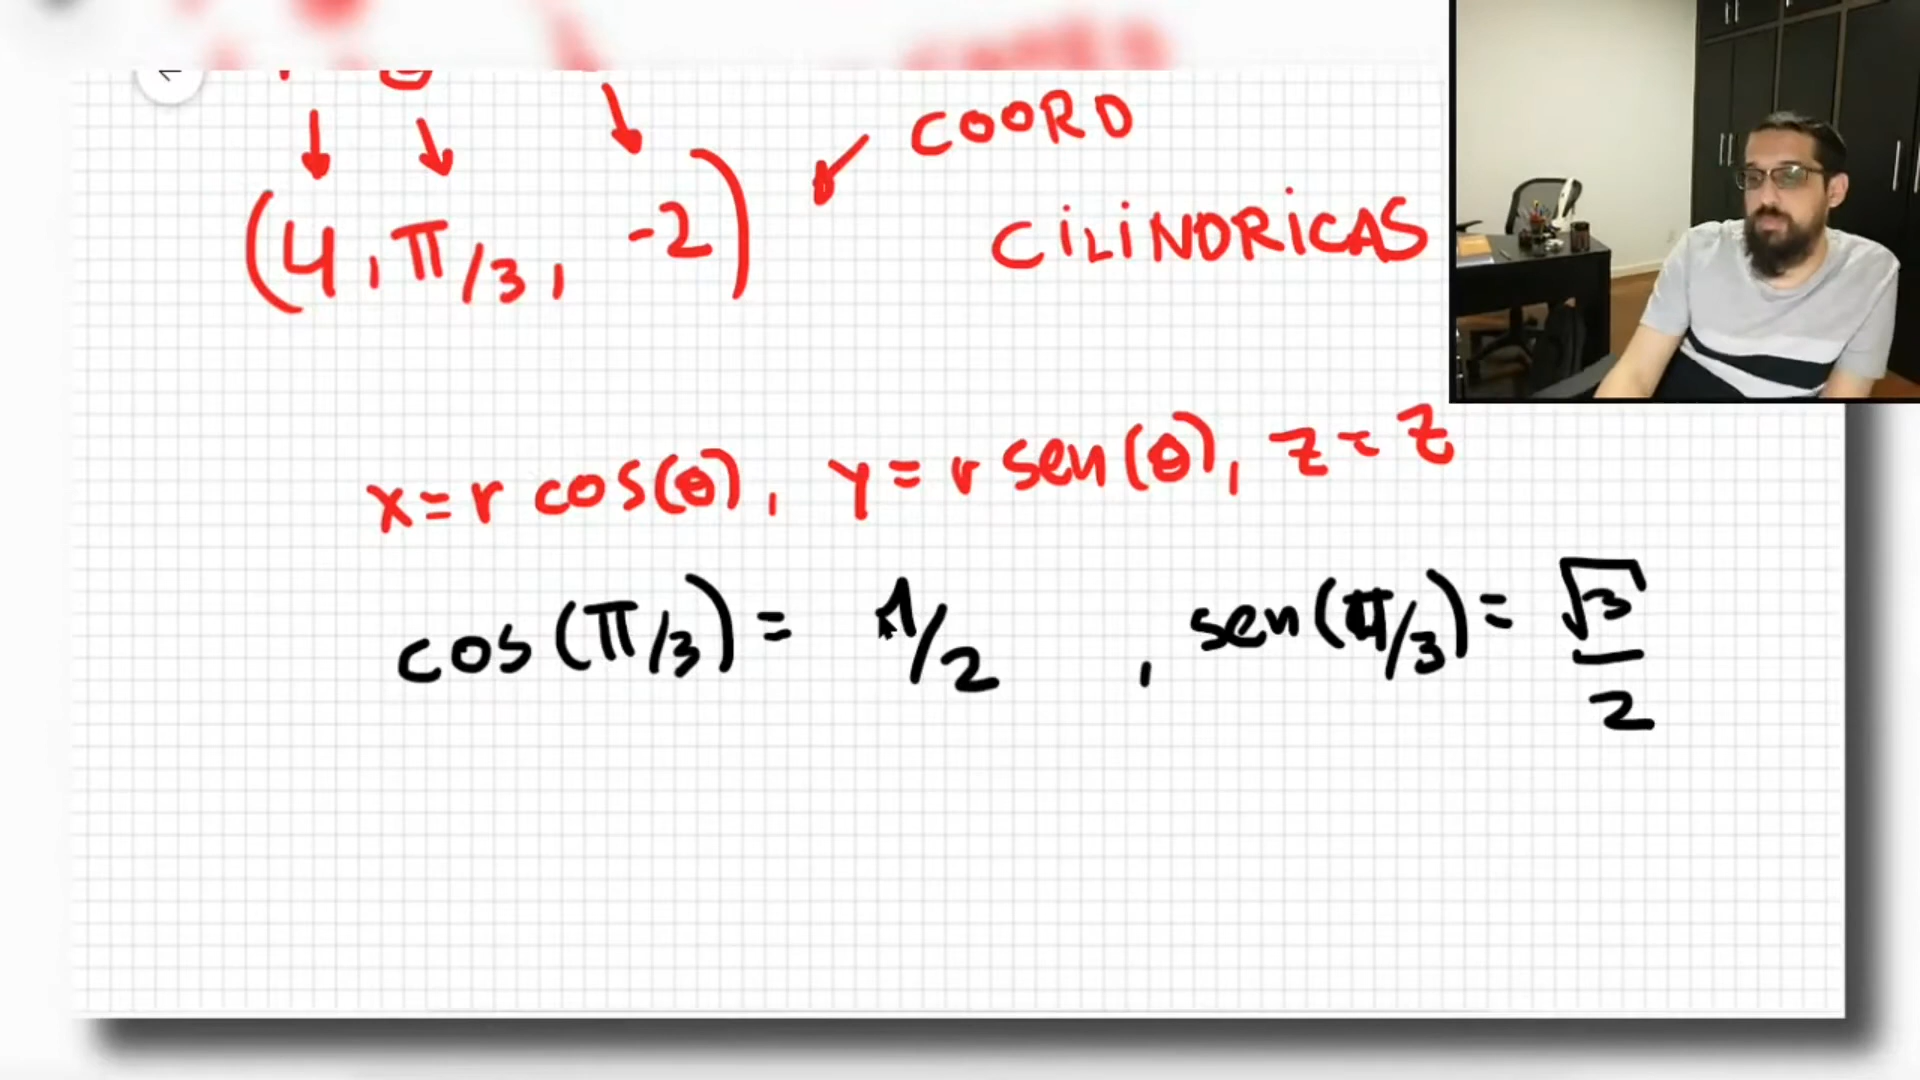 COORD
(4, π/3, -2)
CILINDRICAS
x = r cos(θ), y = r sen(θ), z = z
cos(π/3) = 1/2 , sen(π/3) = √3/2